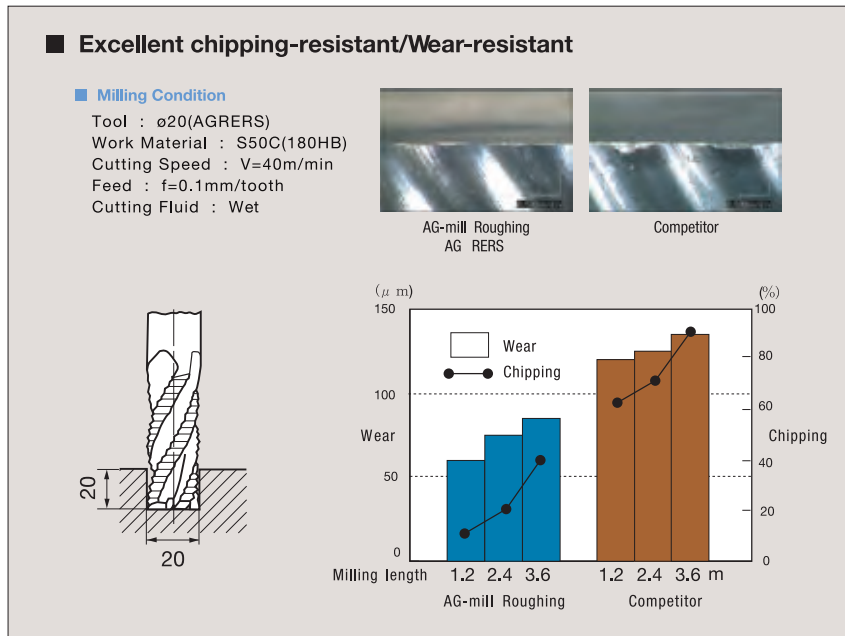 ■ Excellent chipping-resistant/Wear-resistant
■ Milling Condition
Tool : ø20(AGRERS)
Work Material : S50C(180HB)
Cutting Speed : V=40m/min
Feed : f=0.1mm/tooth
Cutting Fluid : Wet
AG-mill Roughing
AG RERS
Competitor
20
20
(μm)
(%)
150
100
Wear
Chipping
80
100
60
Wear
Chipping
50
40
20
0
0
Milling length 1.2 2.4 3.6 1.2 2.4 3.6 m
AG-mill Roughing Competitor